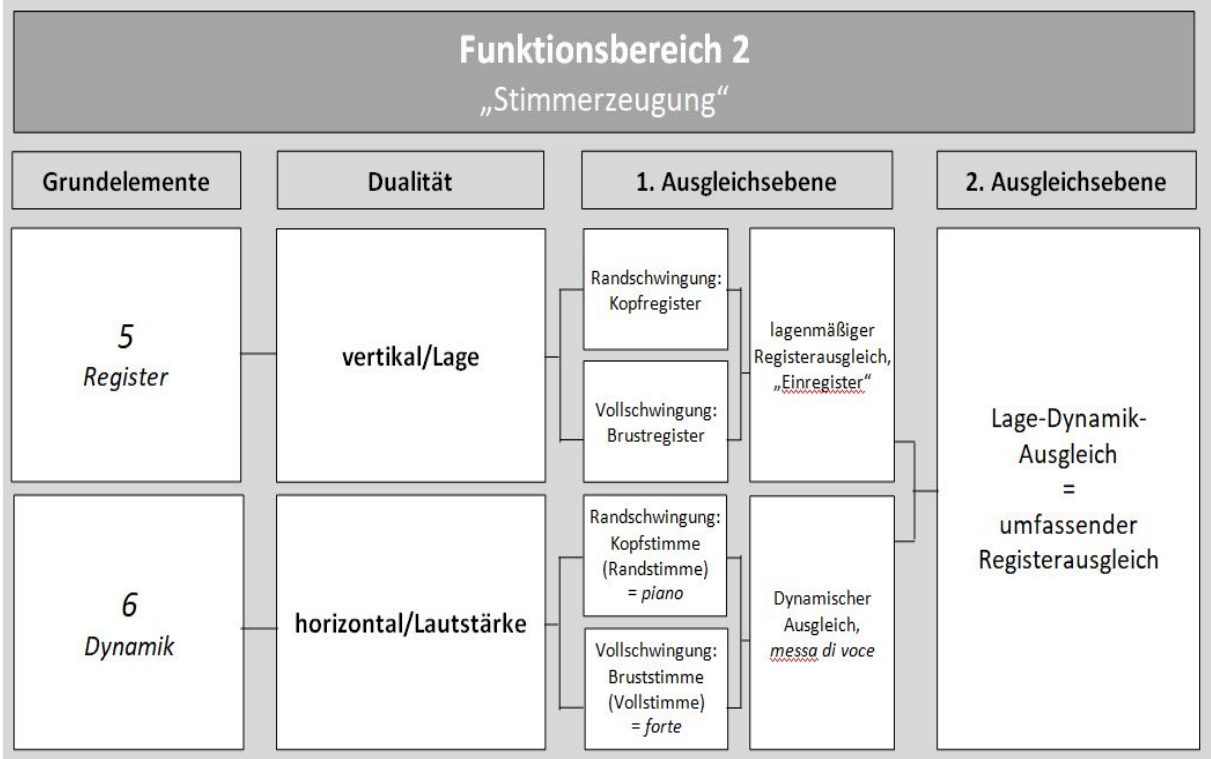 Funktionsbereich 2
„Stimmerzeugung“
Grundelemente
Dualität
1. Ausgleichsebene
2. Ausgleichsebene
5
Register
vertikal/Lage
Randschwingung:
Kopfregister
Vollschwingung:
Brustregister
lagenmäßiger
Registerausgleich,
„Einregister“
6
Dynamik
horizontal/Lautstärke
Randschwingung:
Kopfstimme
(Randstimme)
= piano
Vollschwingung:
Bruststimme
(Vollstimme)
= forte
Dynamischer
Ausgleich,
messa di voce
Lage-Dynamik-
Ausgleich
=
umfassender
Registerausgleich